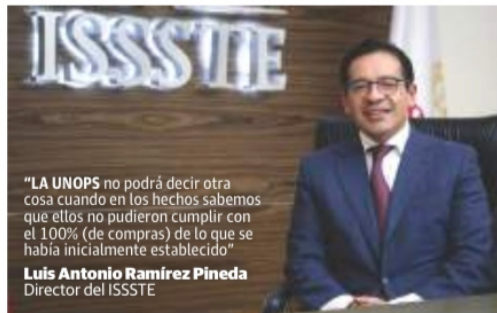 ISSSTE
"LA UNOPS no podrá decir otra
cosa cuando en los hechos sabemos
que ellos no pudieron cumplir con
el 100% (de compras) de lo que se
había inicialmente establecido"
Luis Antonio Ramírez Pineda
Director del ISSSTE